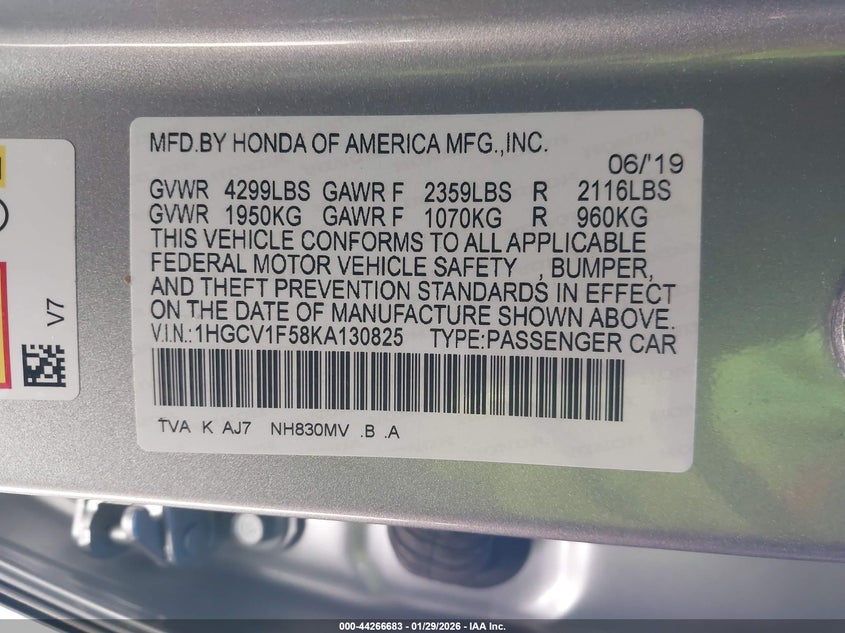 MFD.BY HONDA OF AMERICA MFG.,INC.
06/'19
GVWR 4299LBS GAWR F 2359LBS R 2116LBS
GVWR 1950KG GAWR F 1070KG R 960KG
THIS VEHICLE CONFORMS TO ALL APPLICABLE
FEDERAL MOTOR VEHICLE SAFETY , BUMPER,
AND THEFT PREVENTION STANDARDS IN EFFECT
ON THE DATE OF MANUFACTURE SHOWN ABOVE.
V.I.N.:1HGCV1F58KA130825 TYPE:PASSENGER CAR
TVA K AJ7 NH830MV .B .A
V7
000-44266683 - 01/29/2026 - IAA Inc.